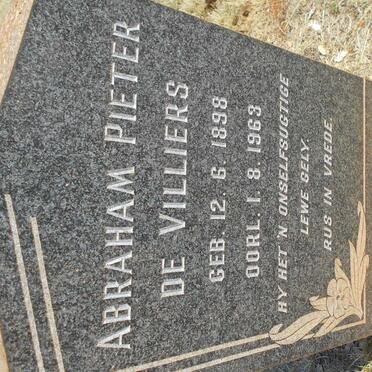 ABRAHAM PIETER
DE VILLIERS
GEB. 12. 6. 1898
OORL. 1. 8. 1963
HY HET 'N ONSELFSUGTIGE
LEWE GELY.
RUS IN VREDE.